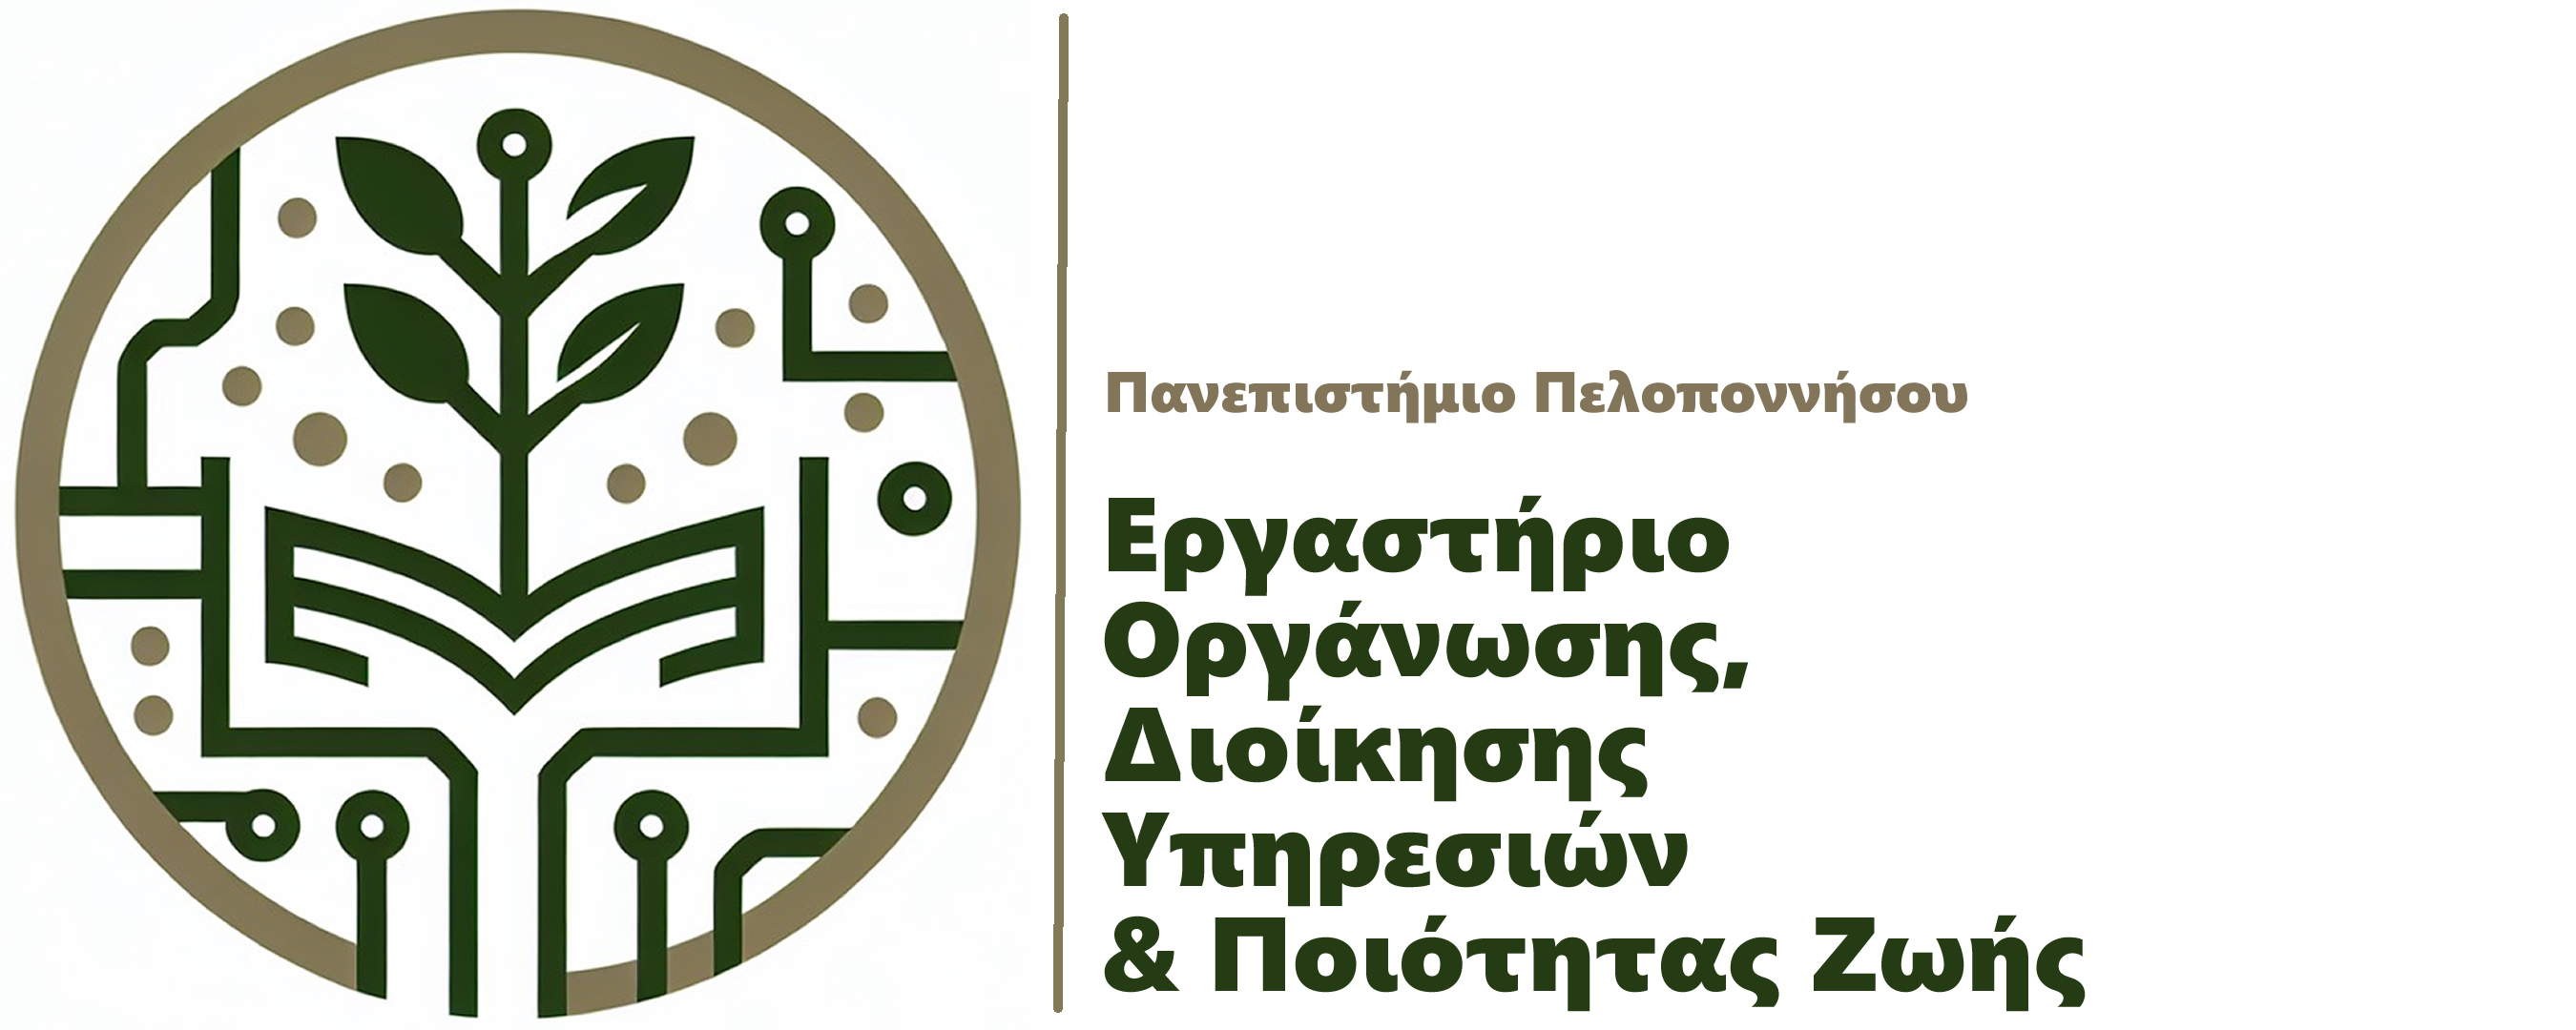 Πανεπιστήμιο Πελοποννήσου
Εργαστήριο
Οργάνωσης,
Διοίκησης
Υπηρεσιών
& Ποιότητας Ζωής